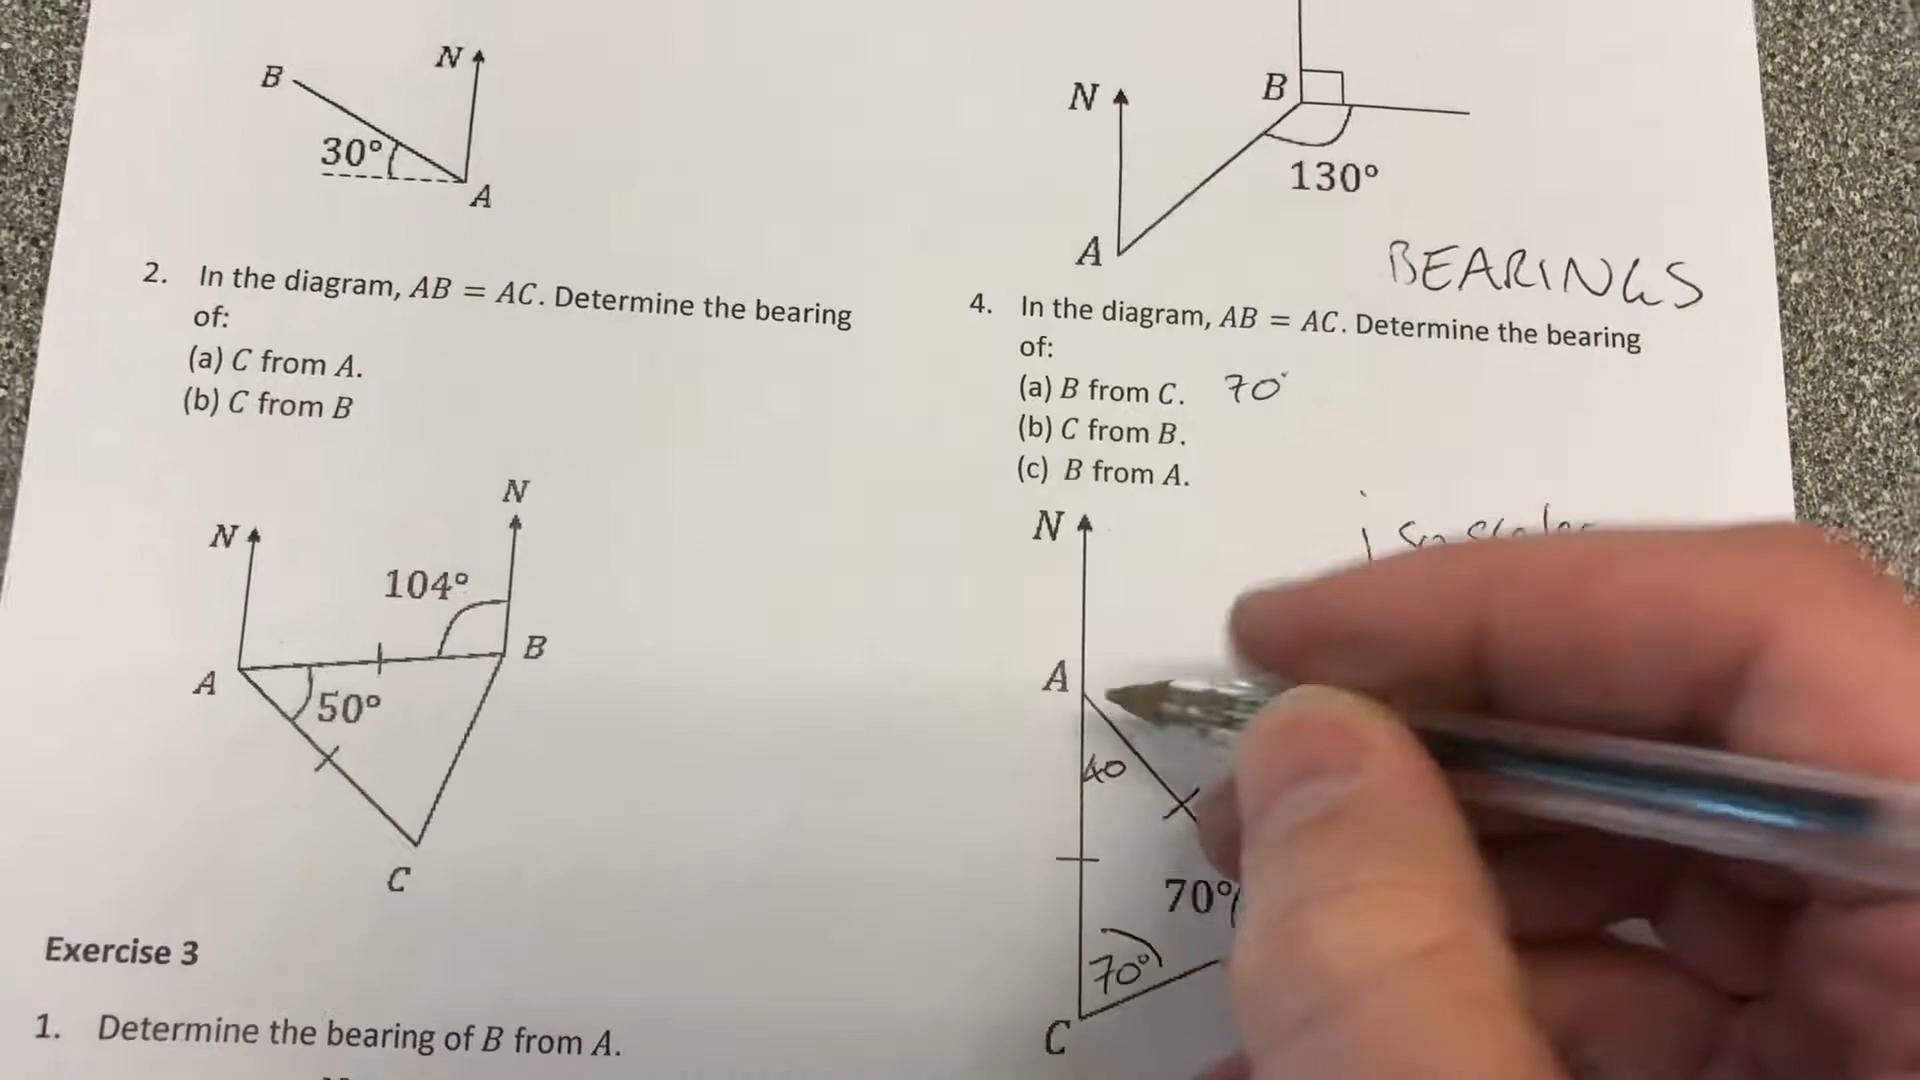 N
B
30°
A
2. In the diagram, AB = AC. Determine the bearing
of:
(a) C from A.
(b) C from B
N
N
104°
A
B
50°
C
Exercise 3
1. Determine the bearing of B from A.
N
B
130°
A
BEARINGS
4. In the diagram, AB = AC. Determine the bearing
of:
(a) B from C. 70°
(b) C from B.
(c) B from A.
N
A
40
70°
70°
C